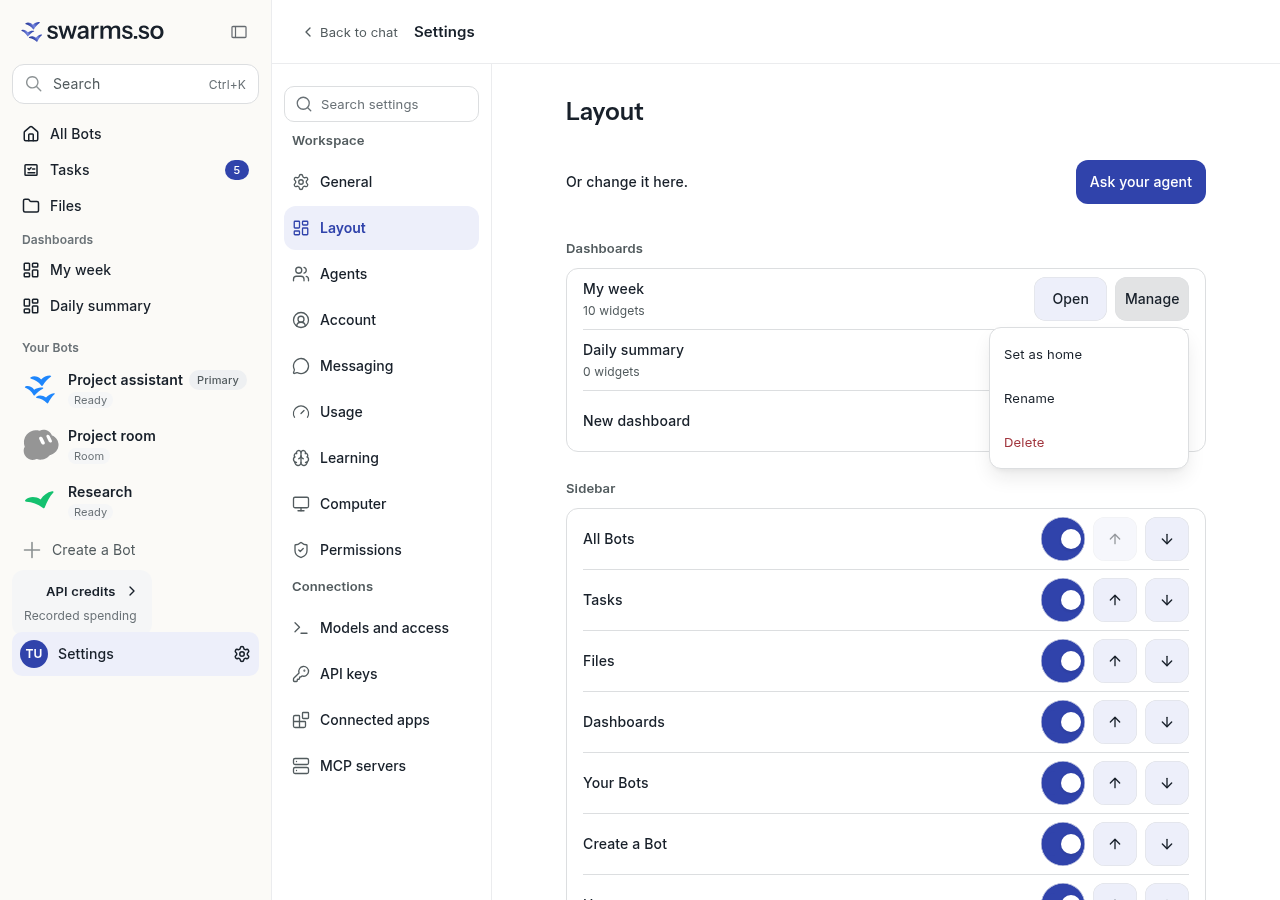 swarms.so
Search
Ctrl+K
All Bots
Tasks
5
Files
Dashboards
My week
Daily summary
Your Bots
Project assistant
Primary
Ready
Project room
Room
Research
Ready
Create a Bot
API credits
Recorded spending
TU
Settings
Back to chat
Settings
Search settings
Workspace
General
Layout
Agents
Account
Messaging
Usage
Learning
Computer
Permissions
Connections
Models and access
API keys
Connected apps
MCP servers
Layout
Or change it here.
Ask your agent
Dashboards
My week
10 widgets
Open
Manage
Daily summary
0 widgets
New dashboard
Set as home
Rename
Delete
Sidebar
All Bots
Tasks
Files
Dashboards
Your Bots
Create a Bot